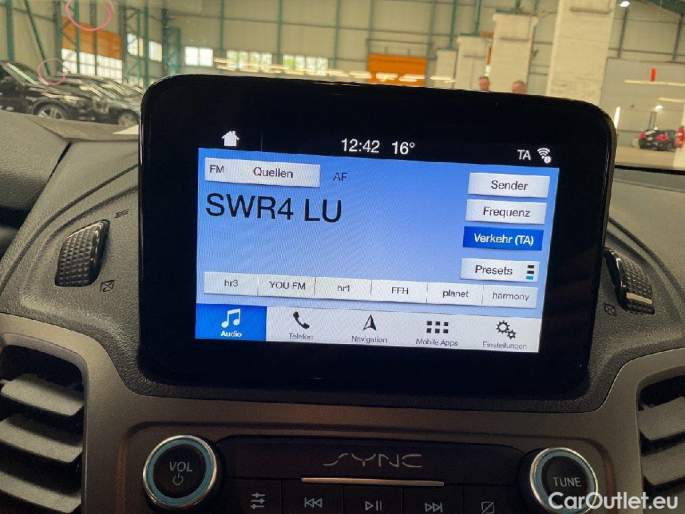 12:42 16°
TA
FM Quellen AF
Sender
SWR4 LU
Frequenz
Verkehr (TA)
Presets
hr3 YOU FM hr1 FFH planet harmony
Audio Telefon Navigation Mobile Apps Einstellungen
SYNC
VOL
TUNE
CarOutlet.eu